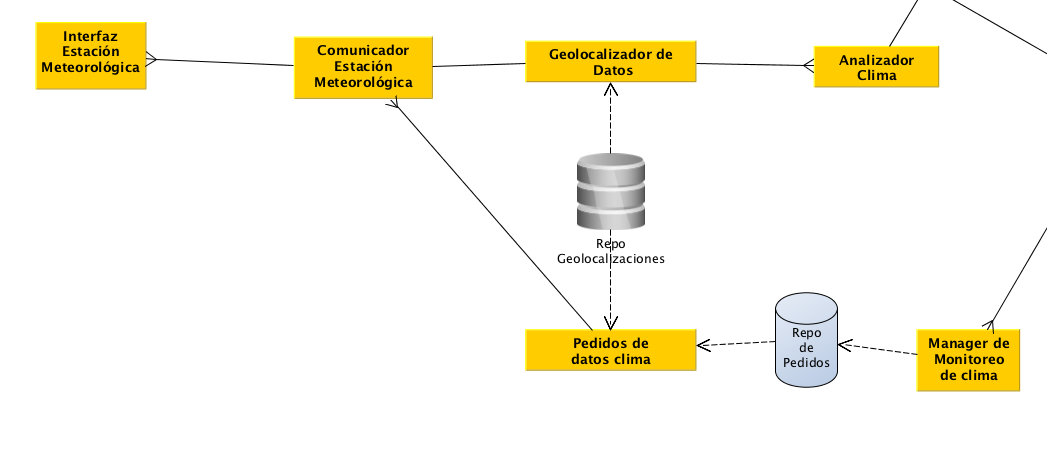 Interfaz
Estación
Meteorológica
Comunicador
Estación
Meteorológica
Geolocalizador de
Datos
Analizador
Clima
Repo
Geolocalizaciones
Pedidos de
datos clima
Repo
de
Pedidos
Manager de
Monitoreo
de clima